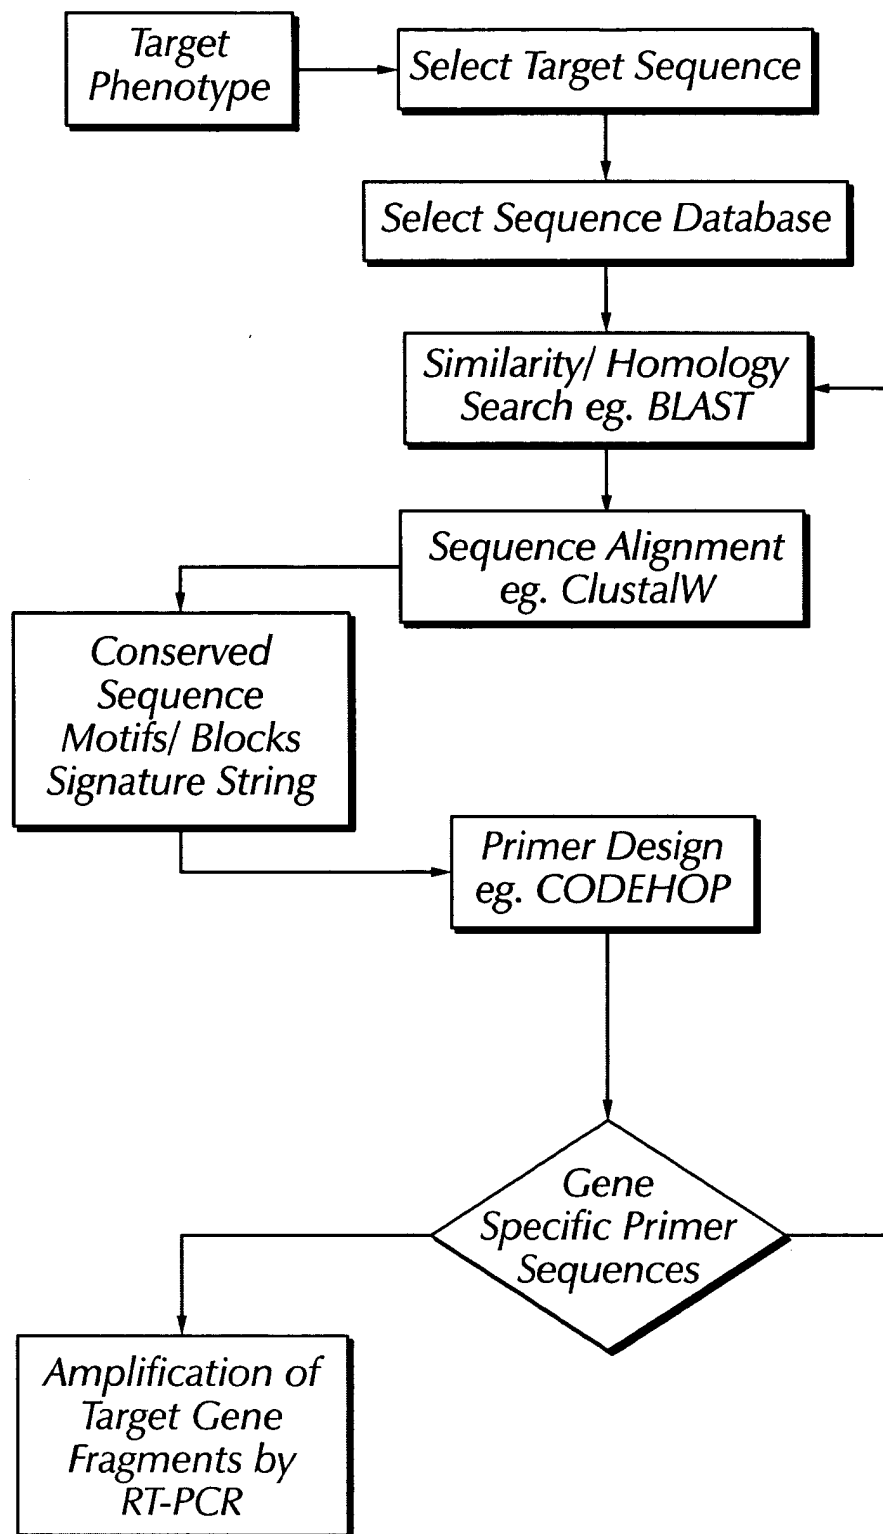 Target
Phenotype
Select Target Sequence
Select Sequence Database
Similarity/ Homology
Search eg. BLAST
Sequence Alignment
eg. ClustalW
Conserved
Sequence
Motifs/ Blocks
Signature String
Primer Design
eg. CODEHOP
Gene
Specific Primer
Sequences
Amplification of
Target Gene
Fragments by
RT-PCR